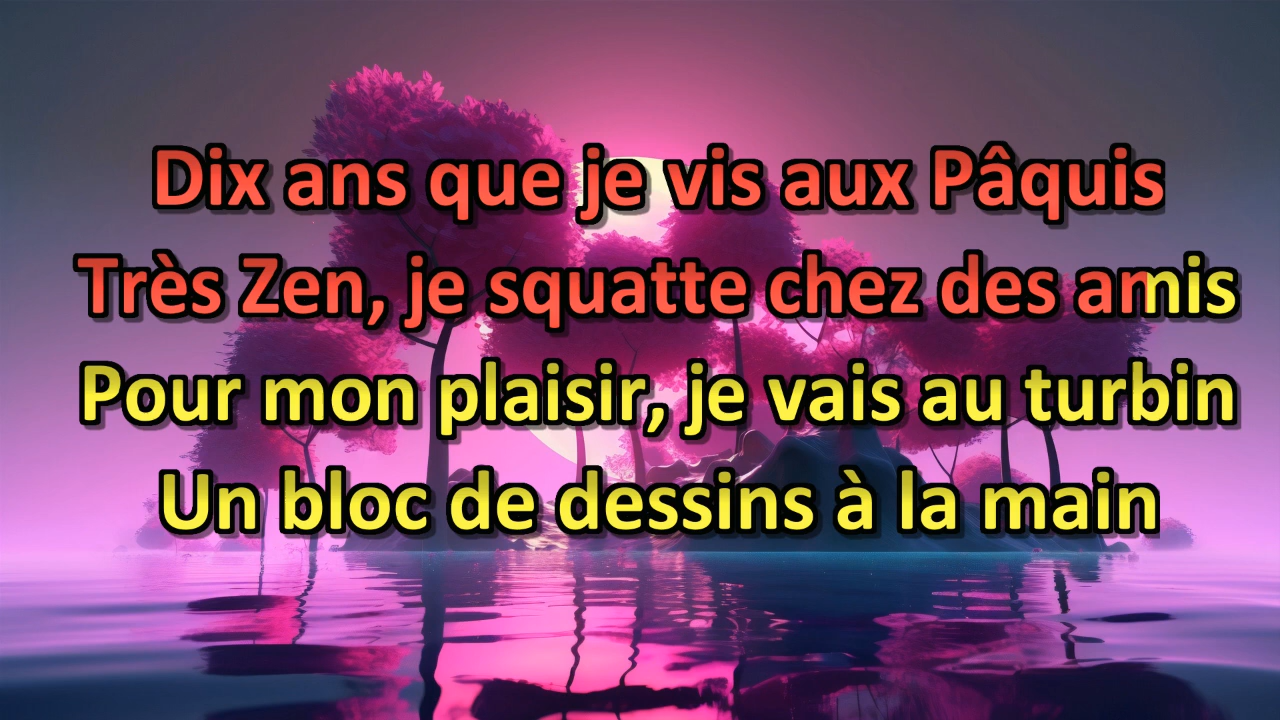 Dix ans que je vis aux Pâquis
Très Zen, je squatte chez des amis
Pour mon plaisir, je vais au turbin
Un bloc de dessins à la main